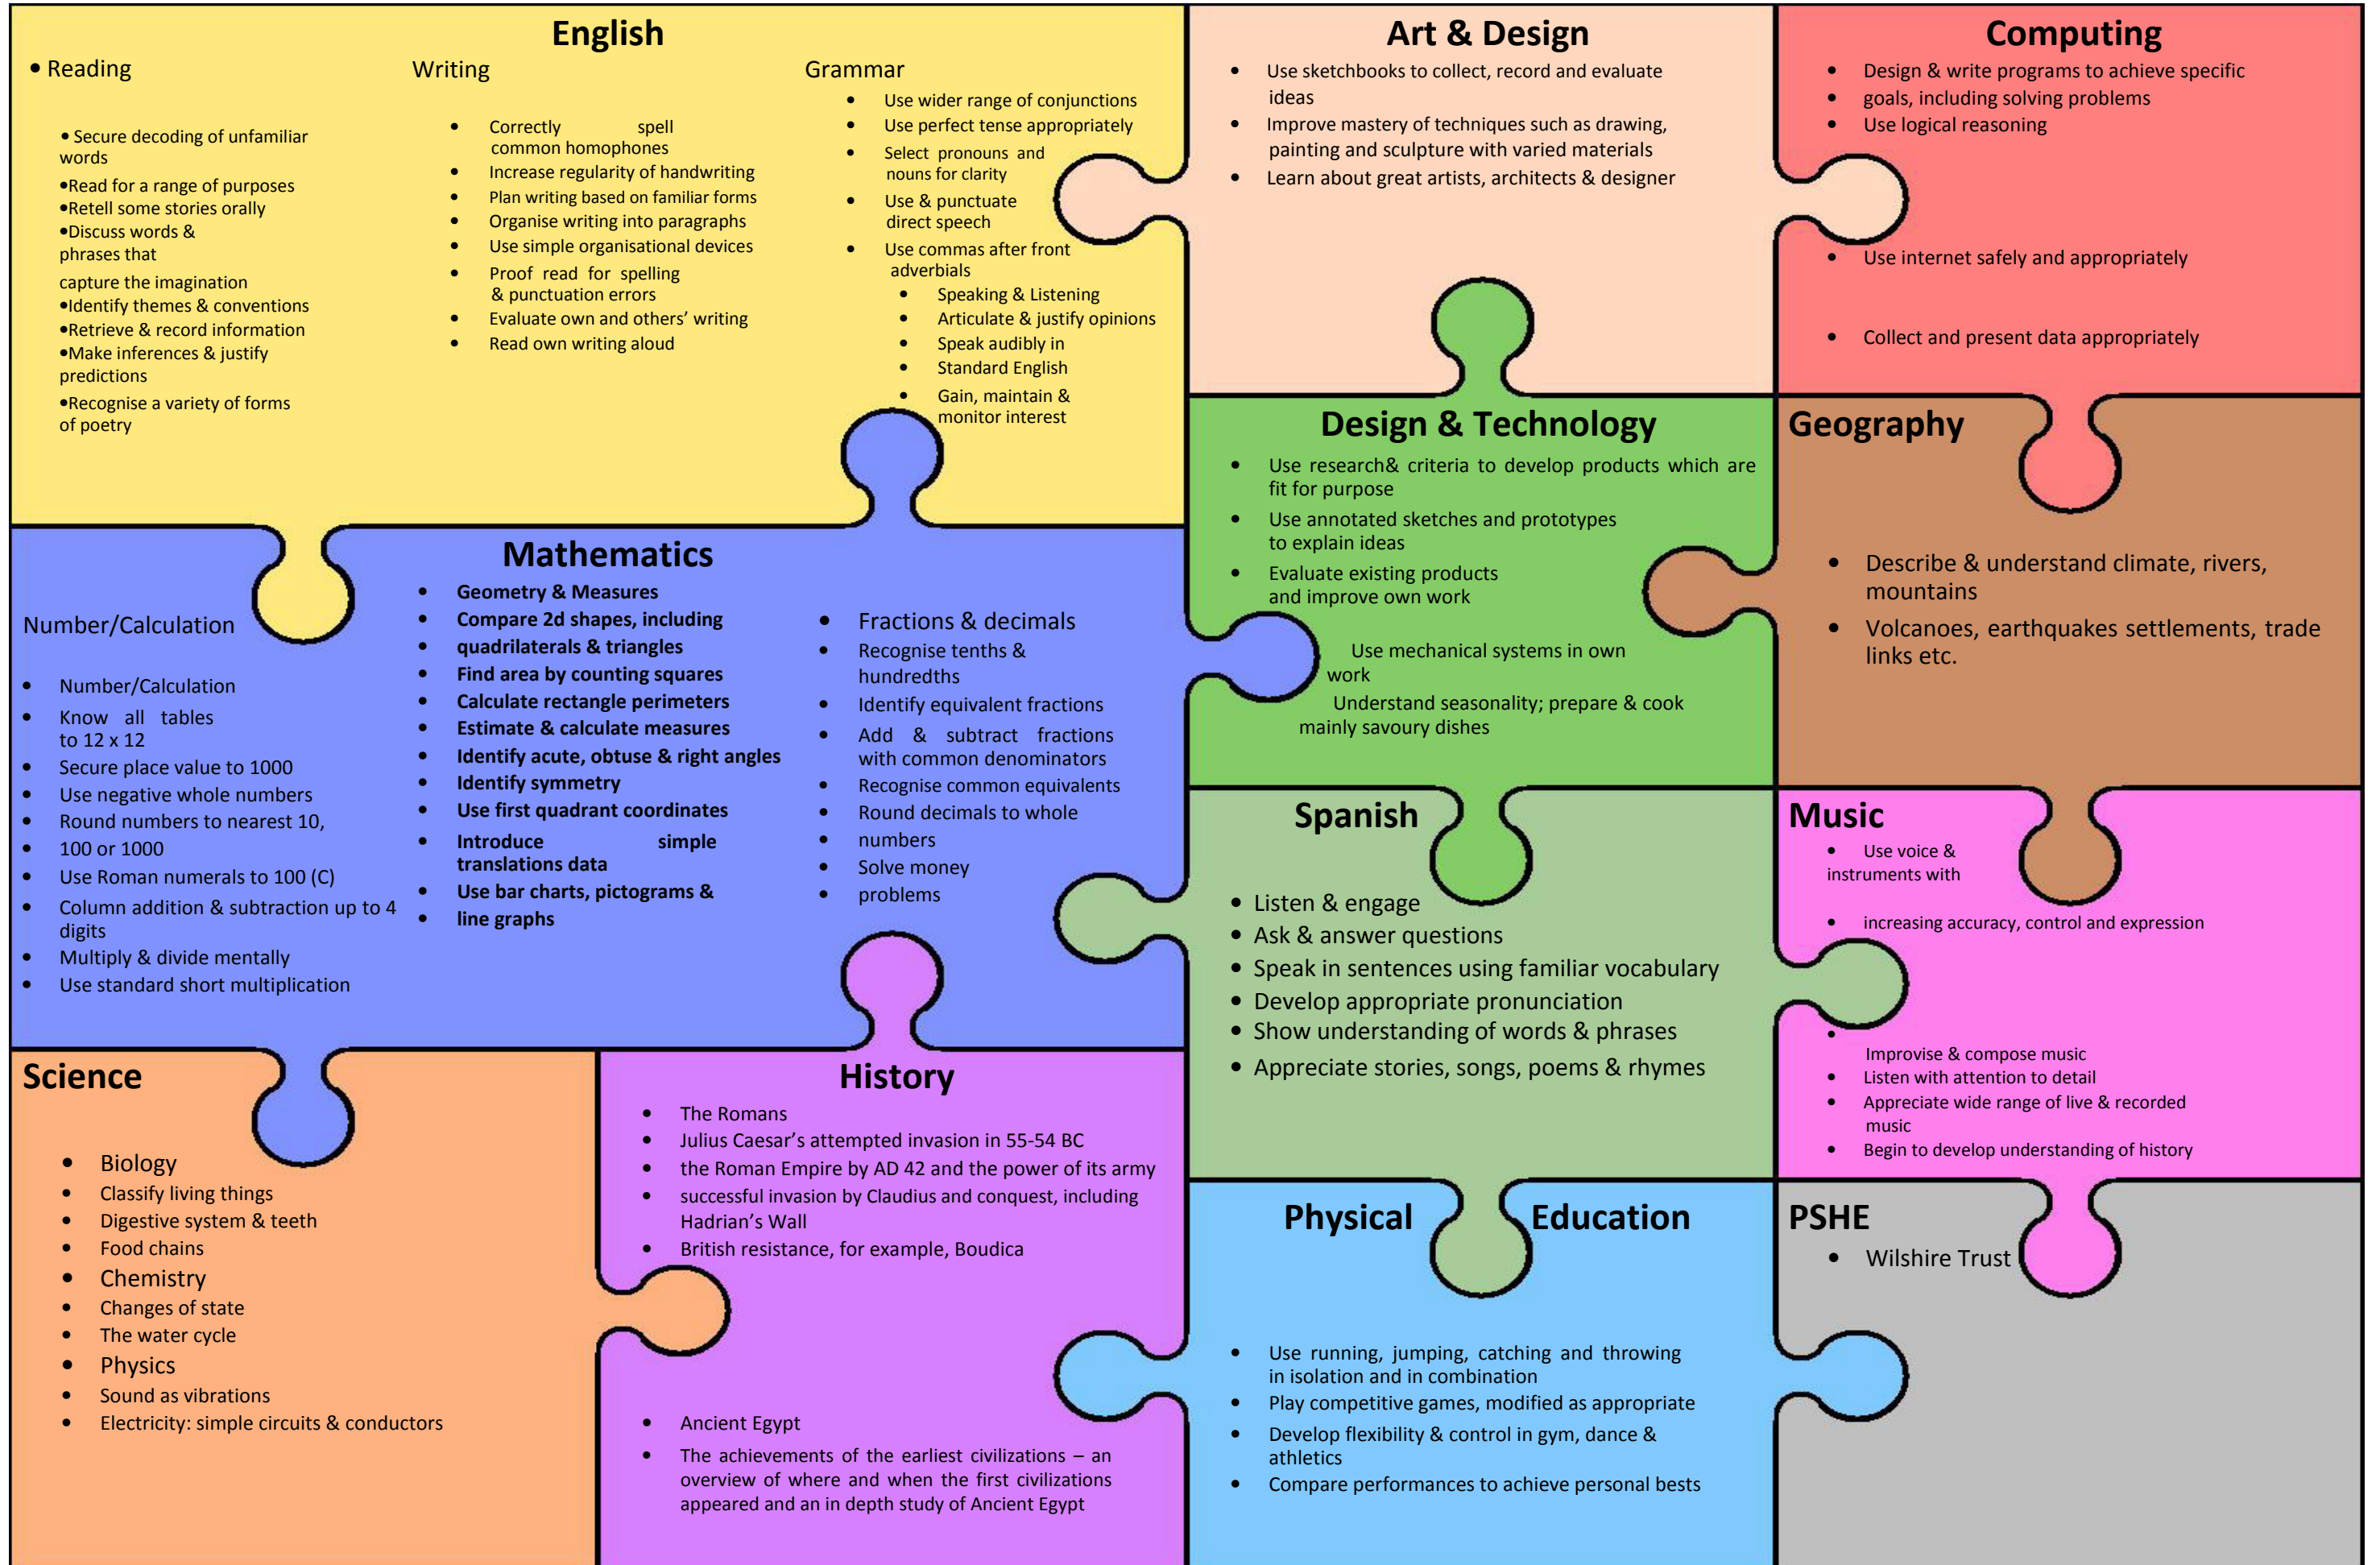 English
• Reading
• Secure decoding of unfamiliar
words
•Read for a range of purposes
•Retell some stories orally
•Discuss words &
phrases that
capture the imagination
•Identify themes & conventions
•Retrieve & record information
•Make inferences & justify
predictions
•Recognise a variety of forms
of poetry
Writing
• Correctly spell
common homophones
• Increase regularity of handwriting
• Plan writing based on familiar forms
• Organise writing into paragraphs
• Use simple organisational devices
• Proof read for spelling
& punctuation errors
• Evaluate own and others’ writing
• Read own writing aloud
Grammar
• Use wider range of conjunctions
• Use perfect tense appropriately
• Select pronouns and
nouns for clarity
• Use & punctuate
direct speech
• Use commas after front
adverbials
• Speaking & Listening
• Articulate & justify opinions
• Speak audibly in
• Standard English
• Gain, maintain &
monitor interest
Art & Design
• Use sketchbooks to collect, record and evaluate
ideas
• Improve mastery of techniques such as drawing,
painting and sculpture with varied materials
• Learn about great artists, architects & designer
Computing
• Design & write programs to achieve specific
• goals, including solving problems
• Use logical reasoning
• Use internet safely and appropriately
• Collect and present data appropriately
Mathematics
Number/Calculation
• Number/Calculation
• Know all tables
to 12 x 12
• Secure place value to 1000
• Use negative whole numbers
• Round numbers to nearest 10,
• 100 or 1000
• Use Roman numerals to 100 (C)
• Column addition & subtraction up to 4
digits
• Multiply & divide mentally
• Use standard short multiplication
• Geometry & Measures
• Compare 2d shapes, including
• quadrilaterals & triangles
• Find area by counting squares
• Calculate rectangle perimeters
• Estimate & calculate measures
• Identify acute, obtuse & right angles
• Identify symmetry
• Use first quadrant coordinates
• Introduce simple
translations data
• Use bar charts, pictograms &
• line graphs
• Fractions & decimals
• Recognise tenths &
hundredths
• Identify equivalent fractions
• Add & subtract fractions
with common denominators
• Recognise common equivalents
• Round decimals to whole
• numbers
• Solve money
• problems
Design & Technology
• Use research& criteria to develop products which are
fit for purpose
• Use annotated sketches and prototypes
to explain ideas
• Evaluate existing products
and improve own work
Use mechanical systems in own
work
Understand seasonality; prepare & cook
mainly savoury dishes
Geography
• Describe & understand climate, rivers,
mountains
• Volcanoes, earthquakes settlements, trade
links etc.
Spanish
• Listen & engage
• Ask & answer questions
• Speak in sentences using familiar vocabulary
• Develop appropriate pronunciation
• Show understanding of words & phrases
• Appreciate stories, songs, poems & rhymes
Music
• Use voice &
instruments with
• increasing accuracy, control and expression
•
Improvise & compose music
• Listen with attention to detail
• Appreciate wide range of live & recorded
music
• Begin to develop understanding of history
Science
• Biology
• Classify living things
• Digestive system & teeth
• Food chains
• Chemistry
• Changes of state
• The water cycle
• Physics
• Sound as vibrations
• Electricity: simple circuits & conductors
History
• The Romans
• Julius Caesar’s attempted invasion in 55-54 BC
• the Roman Empire by AD 42 and the power of its army
• successful invasion by Claudius and conquest, including
Hadrian’s Wall
• British resistance, for example, Boudica
• Ancient Egypt
• The achievements of the earliest civilizations – an
overview of where and when the first civilizations
appeared and an in depth study of Ancient Egypt
Physical Education
• Use running, jumping, catching and throwing
in isolation and in combination
• Play competitive games, modified as appropriate
• Develop flexibility & control in gym, dance &
athletics
• Compare performances to achieve personal bests
PSHE
• Wilshire Trust